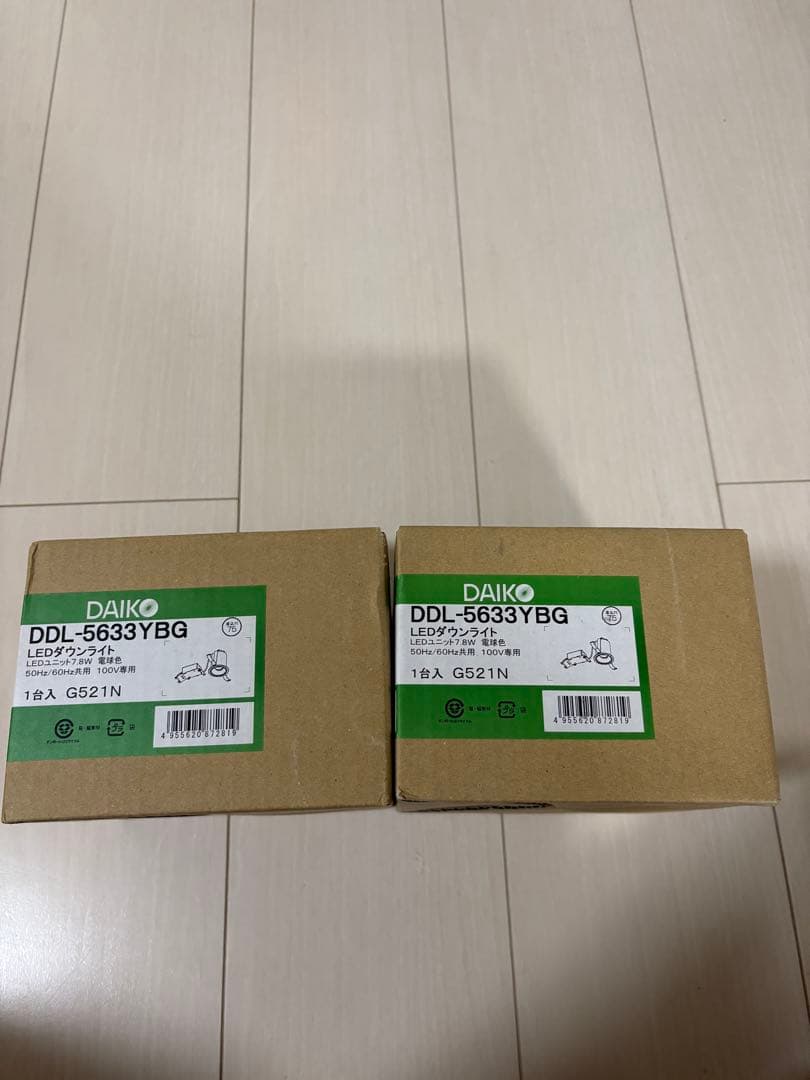 DAIKO
DDL-5633YBG
LEDダウンライト
LEDユニット7.8W 電球色
50Hz/60Hz共用 100V専用
1台入 G521N
4955620872819
DAIKO
DDL-5633YBG
LEDダウンライト
LEDユニット7.8W 電球色
50Hz/60Hz共用 100V専用
1台入 G521N
4955620872819